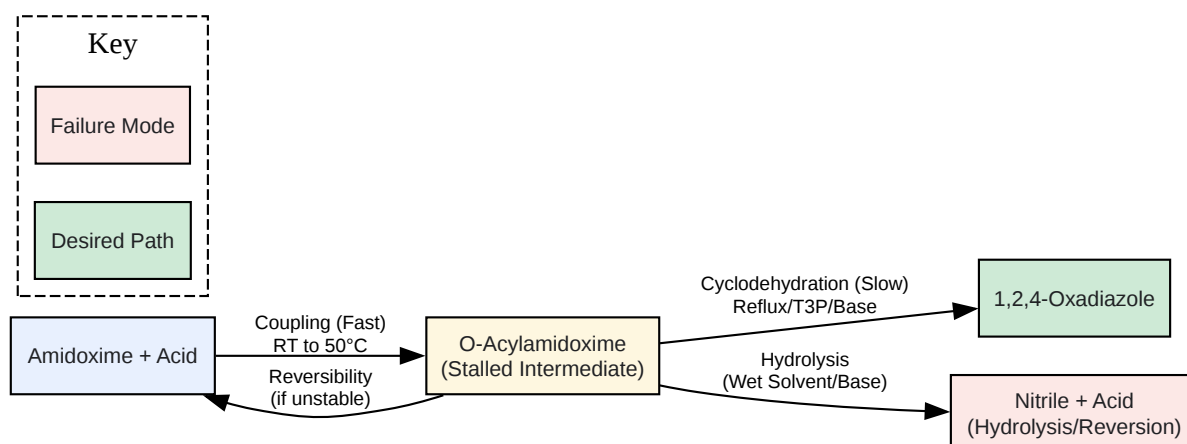 Key
Failure Mode
Desired Path
Amidoxime + Acid
Coupling (Fast)
RT to 50°C
Reversibility
(if unstable)
O-Acylamidoxime
(Stalled Intermediate)
Cyclodehydration (Slow)
Reflux/T3P/Base
1,2,4-Oxadiazole
Hydrolysis
(Wet Solvent/Base)
Nitrile + Acid
(Hydrolysis/Reversion)